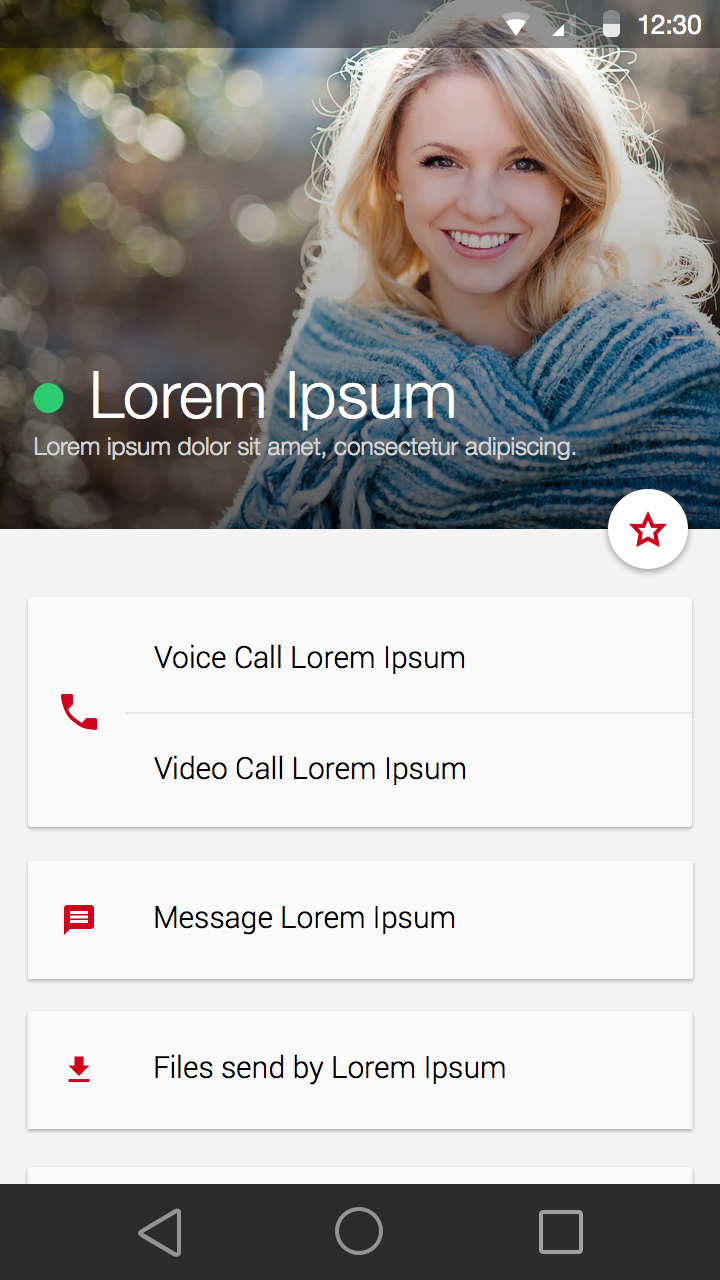 12:30
Lorem Ipsum
Lorem ipsum dolor sit amet, consectetur adipiscing.
Voice Call Lorem Ipsum
Video Call Lorem Ipsum
Message Lorem Ipsum
Files send by Lorem Ipsum